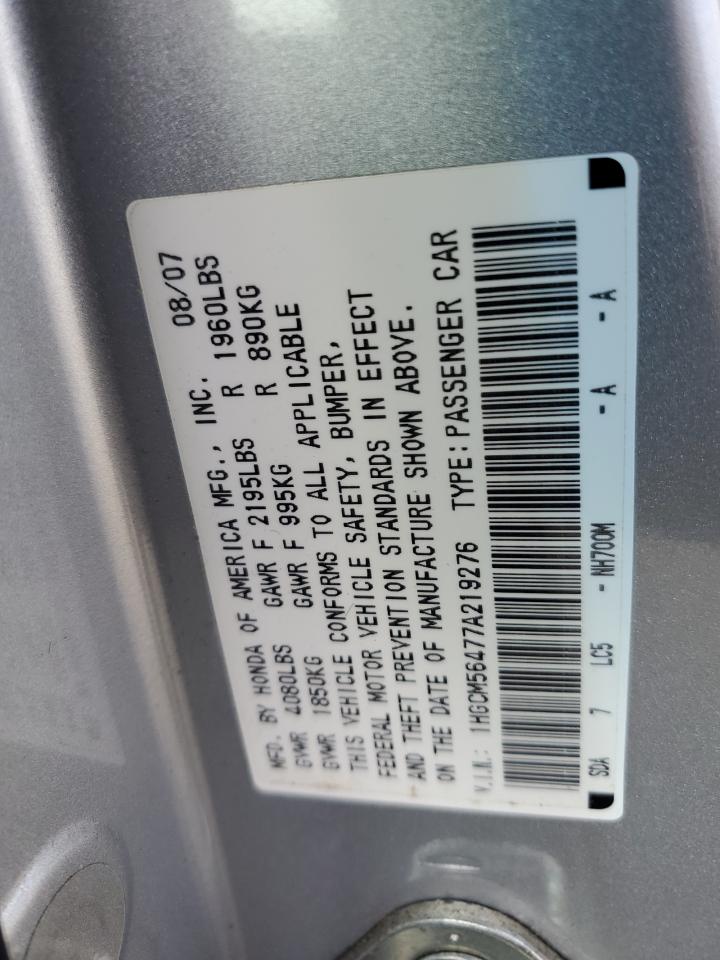 MFD. BY HONDA OF AMERICA MFG., INC. 08/07
GVWR 4080LBS GAWR F 2195LBS R 1960LBS
GVWR 1850KG GAWR F 995KG R 890KG
THIS VEHICLE CONFORMS TO ALL APPLICABLE
FEDERAL MOTOR VEHICLE SAFETY, BUMPER,
AND THEFT PREVENTION STANDARDS IN EFFECT
ON THE DATE OF MANUFACTURE SHOWN ABOVE.
V.I.N.: 1HGCM56477A219276 TYPE:PASSENGER CAR
SDA 7 LC5 - NH700M - A - A